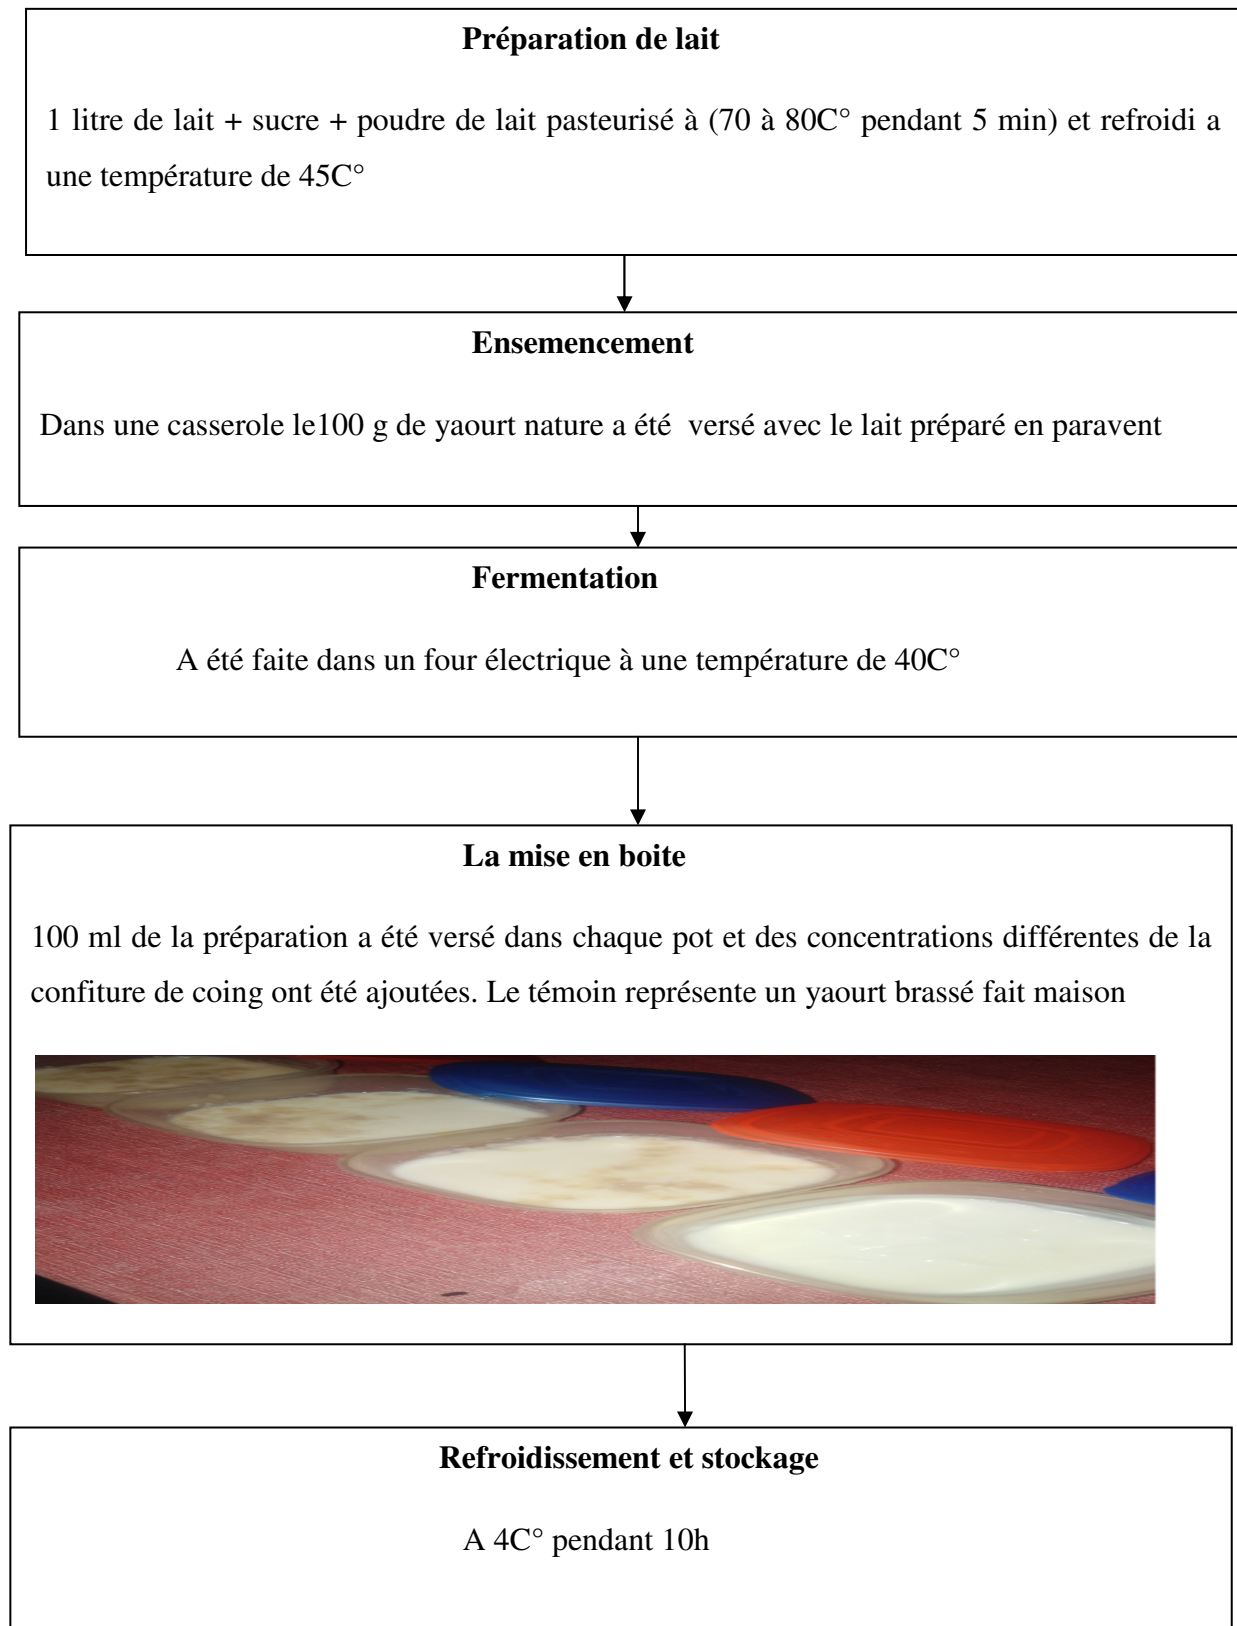 Préparation de lait
1 litre de lait + sucre + poudre de lait pasteurisé à (70 à 80C° pendant 5 min) et refroidi a
une température de 45C°
Ensemencement
Dans une casserole le100 g de yaourt nature a été versé avec le lait préparé en paravent
Fermentation
A été faite dans un four électrique à une température de 40C°
La mise en boite
100 ml de la préparation a été versé dans chaque pot et des concentrations différentes de la
confiture de coing ont été ajoutées. Le témoin représente un yaourt brassé fait maison
Refroidissement et stockage
A 4C° pendant 10h